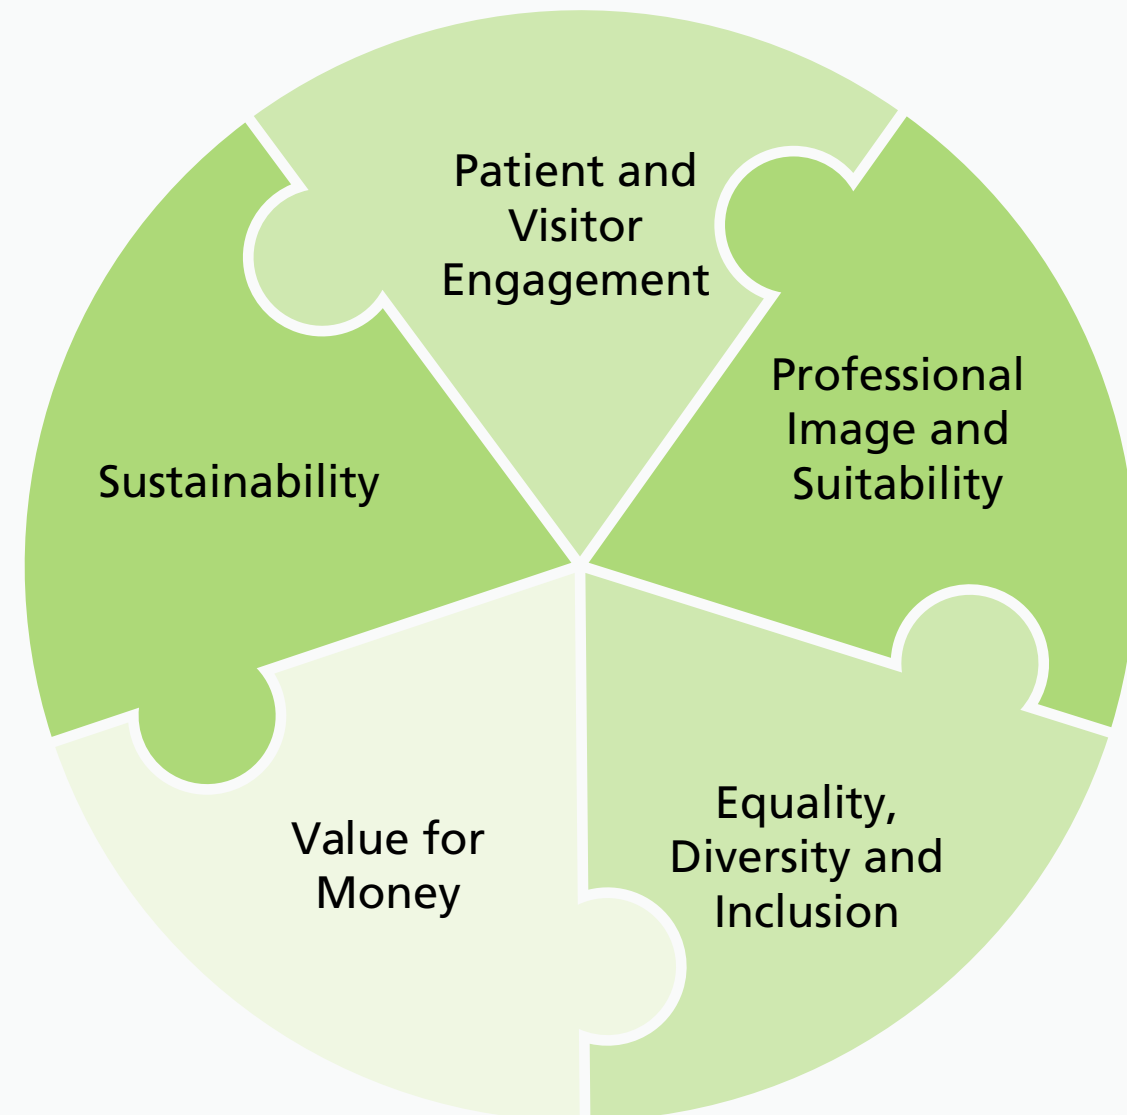 Patient and
Visitor
Engagement
Professional
Image and
Suitability
Sustainability
Equality,
Diversity and
Inclusion
Value for
Money